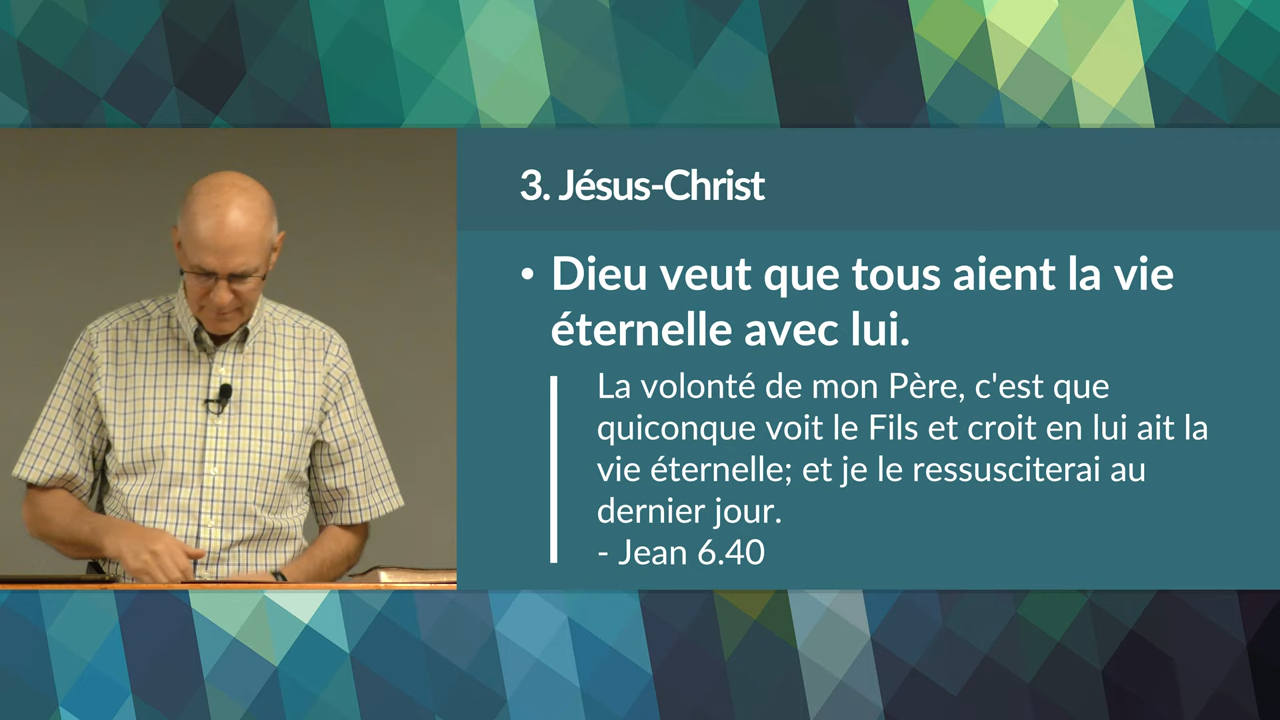 3. Jésus-Christ
• Dieu veut que tous aient la vie
éternelle avec lui.
La volonté de mon Père, c'est que
quiconque voit le Fils et croit en lui ait la
vie éternelle; et je le ressusciterai au
dernier jour.
- Jean 6.40